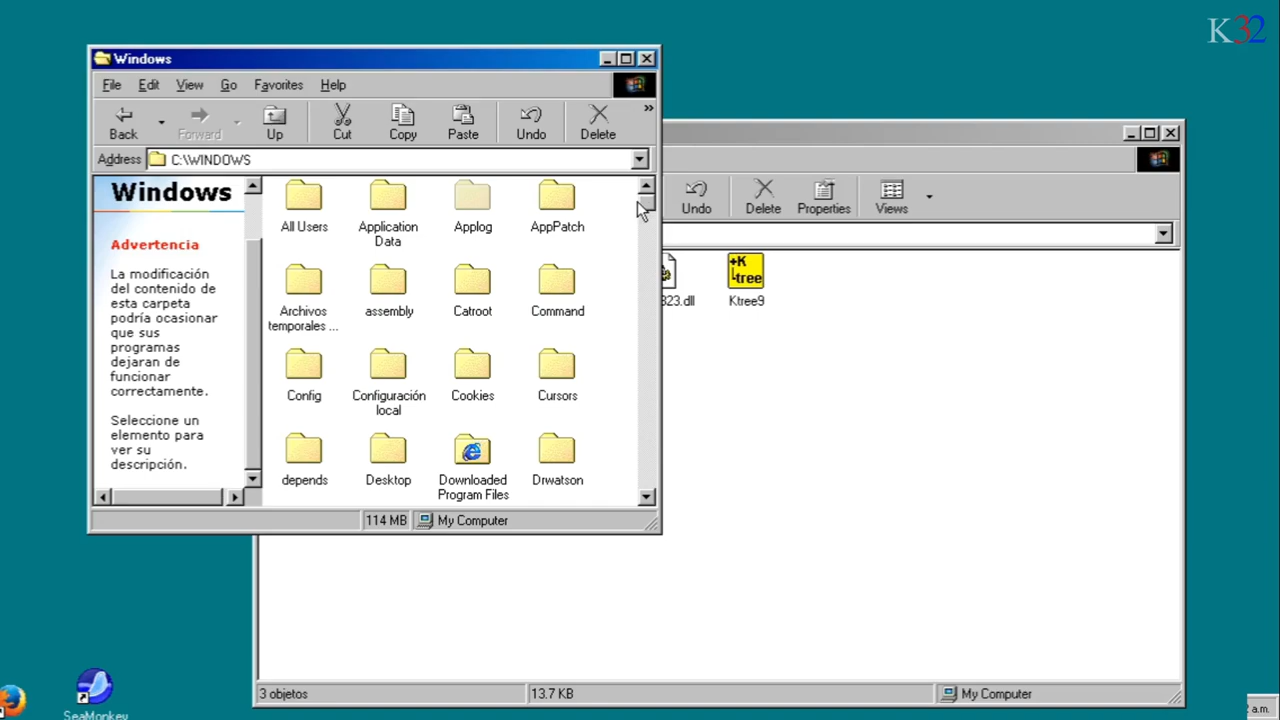 K32
Windows
File Edit View Go Favorites Help
Back Forward Up Cut Copy Paste Undo Delete »
Address C:\WINDOWS
Undo Delete Properties Views
Windows
Advertencia
La modificación
del contenido de
esta carpeta
podría ocasionar
que sus
programas
dejaran de
funcionar
correctamente.
Seleccione un
elemento para
ver su
descripción.
All Users Application Applog AppPatch
Data
Archivos assembly Catroot Command
temporales ...
Config Configuración Cookies Cursors
local
depends Desktop Downloaded Drwatson
Program Files
114 MB My Computer
+K
tree
823.dll Ktree9
3 objetos 13.7 KB My Computer
SeaMonkey
a.m.